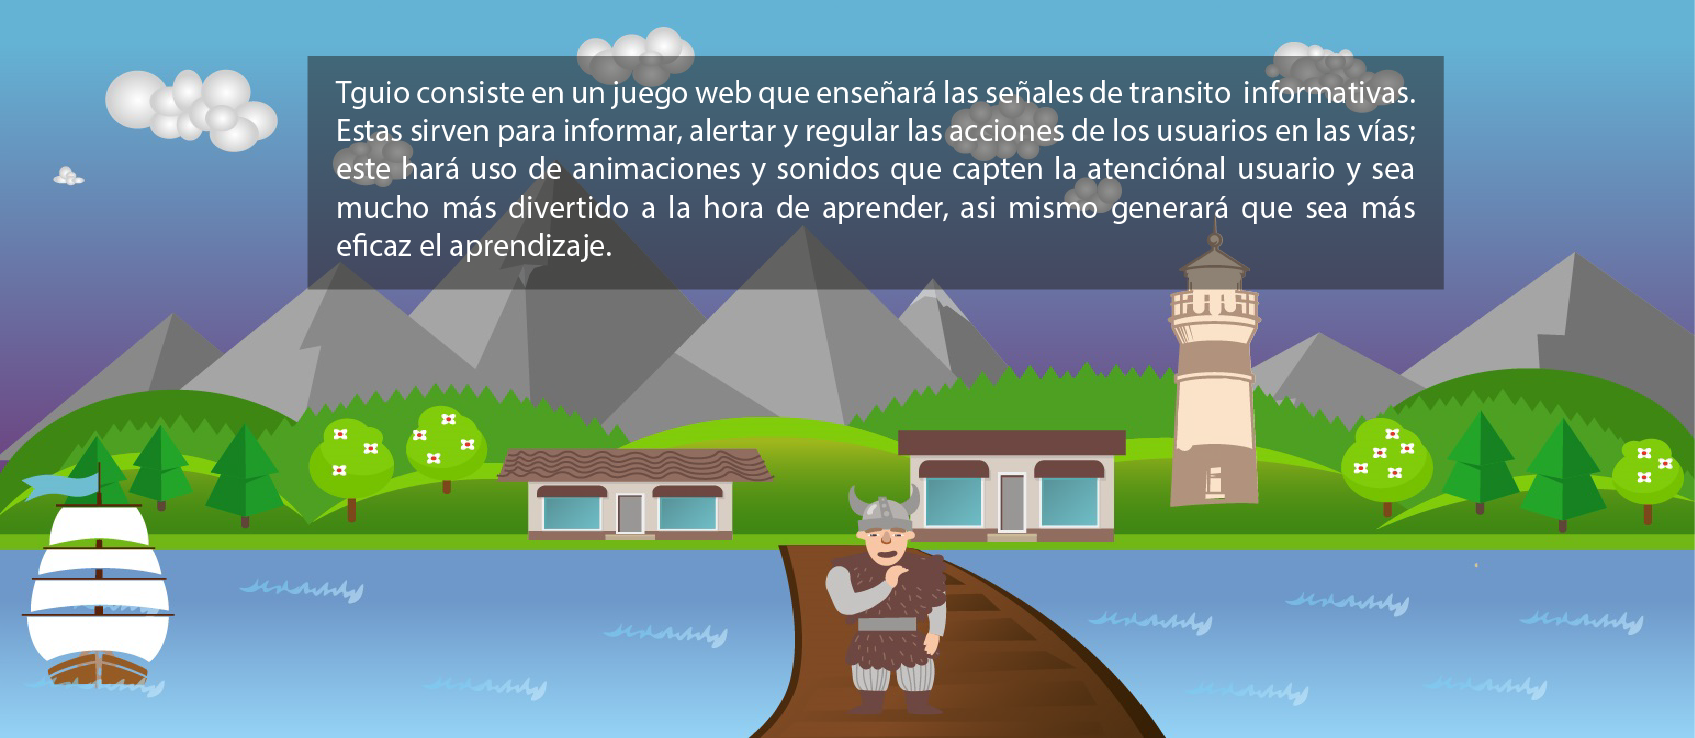 Tguio consiste en un juego web que enseñará las señales de transito informativas.
Estas sirven para informar, alertar y regular las acciones de los usuarios en las vías;
este hará uso de animaciones y sonidos que capten la atenciónal usuario y sea
mucho más divertido a la hora de aprender, asi mismo generará que sea más
eficaz el aprendizaje.